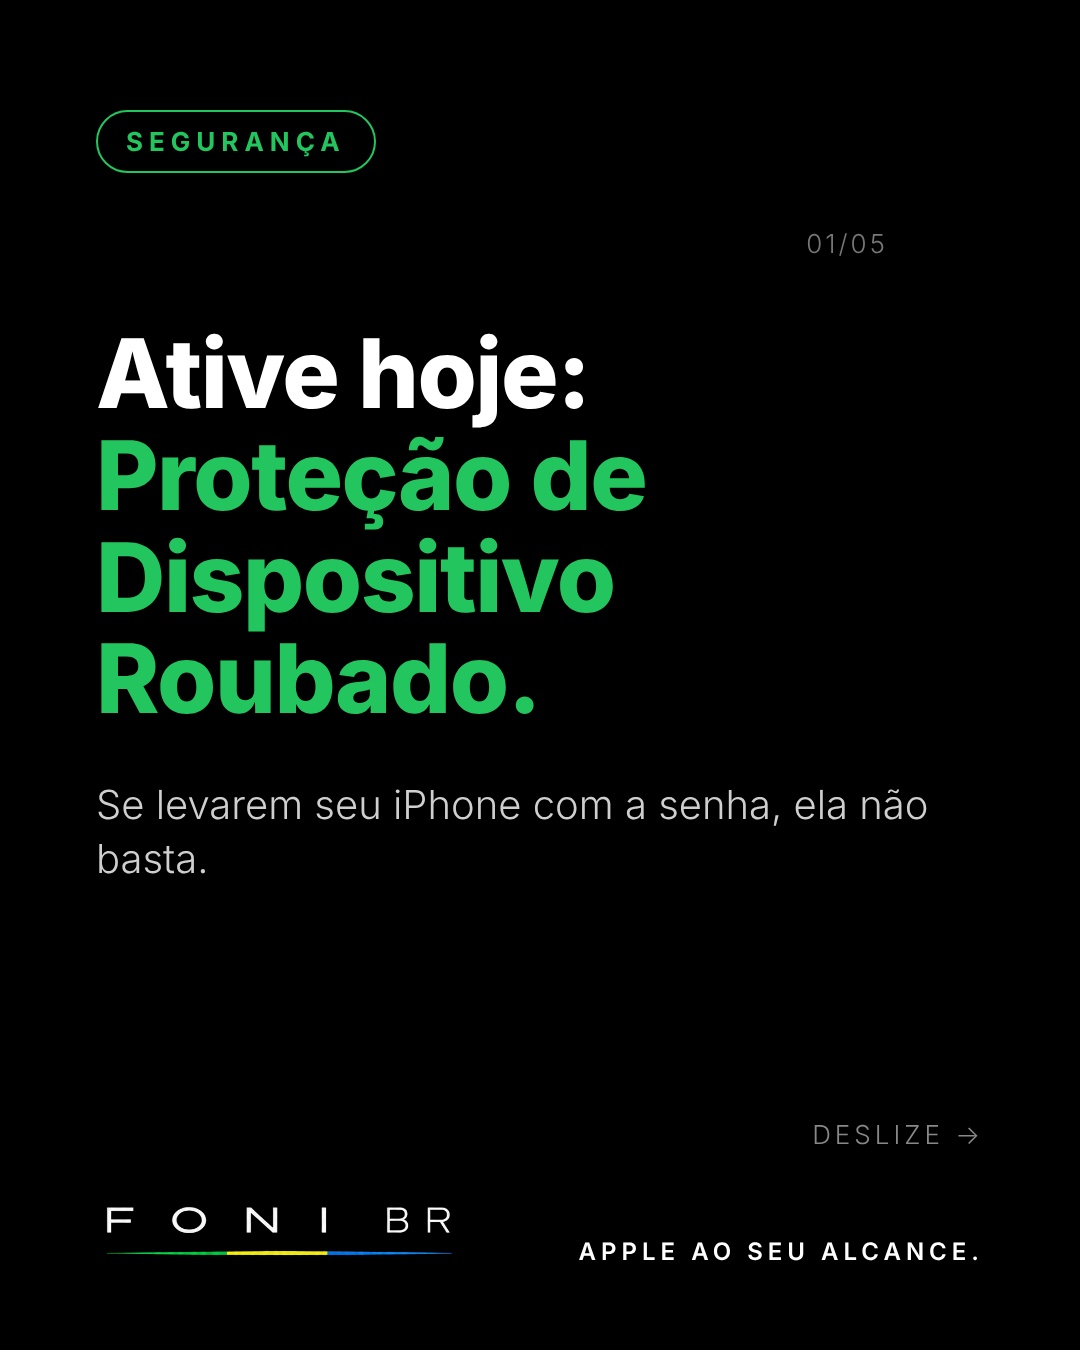 SEGURANÇA
01/05
Ative hoje:
Proteção de
Dispositivo
Roubado.
Se levarem seu iPhone com a senha, ela não
basta.
DESLIZE →
FONI BR
APPLE AO SEU ALCANCE.